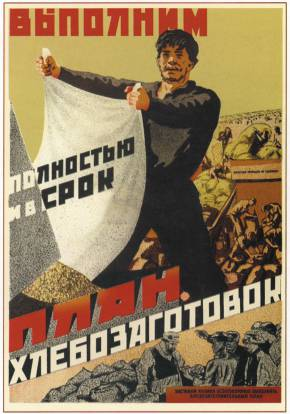 ВЫПОЛНИМ
ПОЛНОСТЬЮ
И В СРОК
ПЛАН
ХЛЕБОЗАГОТОВОК